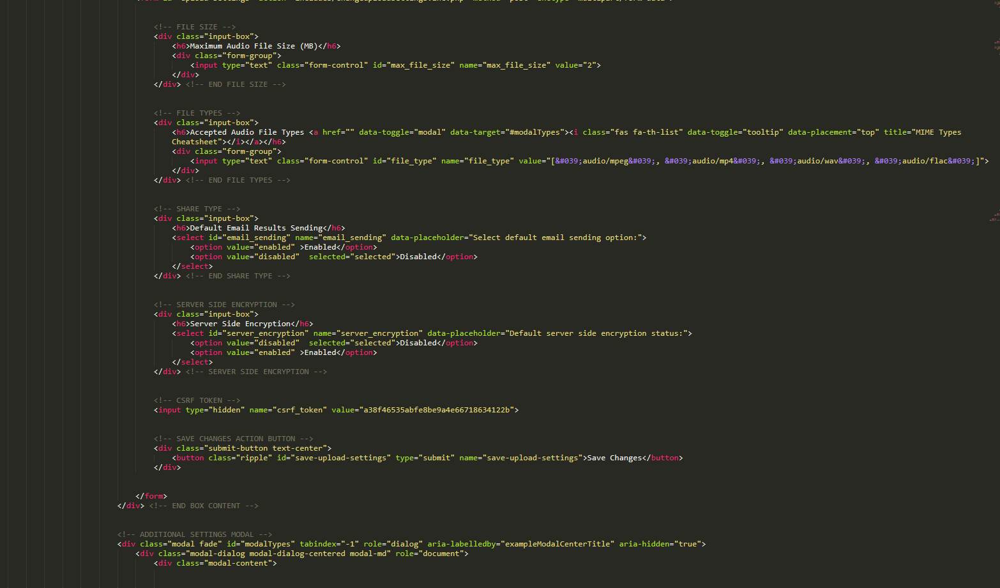 <!-- FILE SIZE -->
<div class="input-box">
<h6>Maximum Audio File Size (MB)</h6>
<div class="form-group">
<input type="text" class="form-control" id="max_file_size" name="max_file_size" value="2">
</div>
</div> <!-- END FILE SIZE -->
<!-- FILE TYPES -->
<div class="input-box">
<h6>Accepted Audio File Types <a href="" data-toggle="modal" data-target="#modalTypes"><i class="fas fa-th-list" data-toggle="tooltip" data-placement="top" title="MIME Types
Cheatsheet"></i></a></h6>
<div class="form-group">
<input type="text" class="form-control" id="file_type" name="file_type" value="[&#039;audio/mpeg&#039;, &#039;audio/mp4&#039;, &#039;audio/wav&#039;, &#039;audio/flac&#039;]">
</div>
</div> <!-- END FILE TYPES -->
<!-- SHARE TYPE -->
<div class="input-box">
<h6>Default Email Results Sending</h6>
<select id="email_sending" name="email_sending" data-placeholder="Select default email sending option:">
<option value="enabled" >Enabled</option>
<option value="disabled"  selected="selected">Disabled</option>
</select>
</div> <!-- END SHARE TYPE -->
<!-- SERVER SIDE ENCRYPTION -->
<div class="input-box">
<h6>Server Side Encryption</h6>
<select id="server_encryption" name="server_encryption" data-placeholder="Default server side encryption status:">
<option value="disabled"  selected="selected">Disabled</option>
<option value="enabled" >Enabled</option>
</select>
</div> <!-- SERVER SIDE ENCRYPTION -->
<!-- CSRF TOKEN -->
<input type="hidden" name="csrf_token" value="a38f46535abfe8be9a4e66718634122b">
<!-- SAVE CHANGES ACTION BUTTON -->
<div class="submit-button text-center">
<button class="ripple" id="save-upload-settings" type="submit" name="save-upload-settings">Save Changes</button>
</div>
</form>
</div> <!-- END BOX CONTENT -->
<!-- ADDITIONAL SETTINGS MODAL -->
<div class="modal fade" id="modalTypes" tabindex="-1" role="dialog" aria-labelledby="exampleModalCenterTitle" aria-hidden="true">
<div class="modal-dialog modal-dialog-centered modal-md" role="document">
<div class="modal-content">